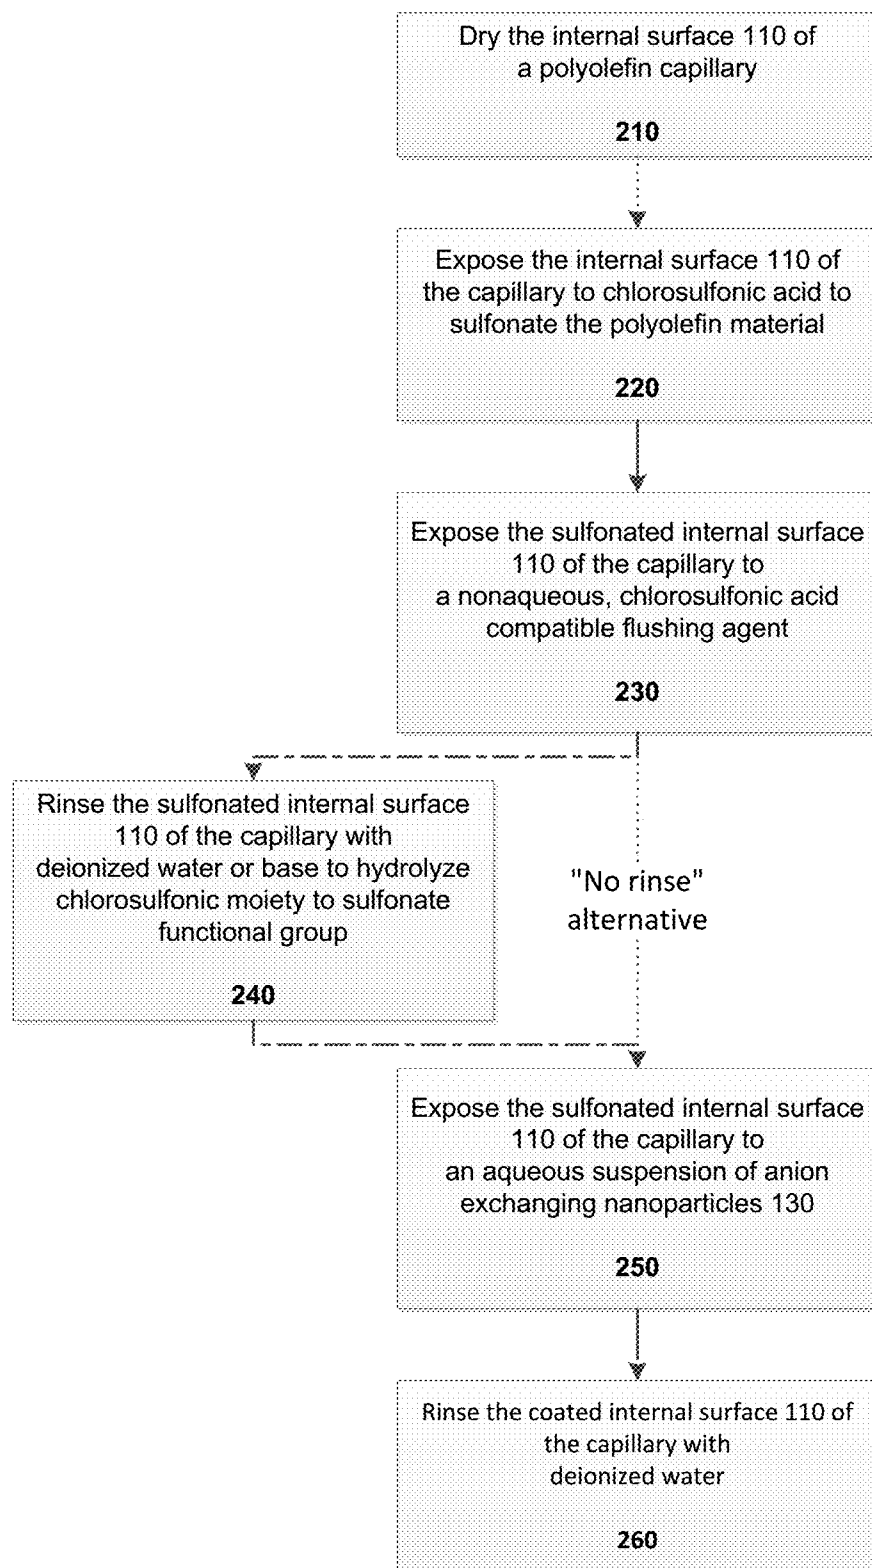 Dry the internal surface 110 of
a polyolefin capillary
210
Expose the internal surface 110 of
the capillary to chlorosulfonic acid to
sulfonate the polyolefin material
220
Expose the sulfonated internal surface
110 of the capillary to
a nonaqueous, chlorosulfonic acid
compatible flushing agent
230
Rinse the sulfonated internal surface
110 of the capillary with
deionized water or base to hydrolyze
chlorosulfonic moiety to sulfonate
functional group
240
"No rinse"
alternative
Expose the sulfonated internal surface
110 of the capillary to
an aqueous suspension of anion
exchanging nanoparticles 130
250
Rinse the coated internal surface 110 of
the capillary with
deionized water
260